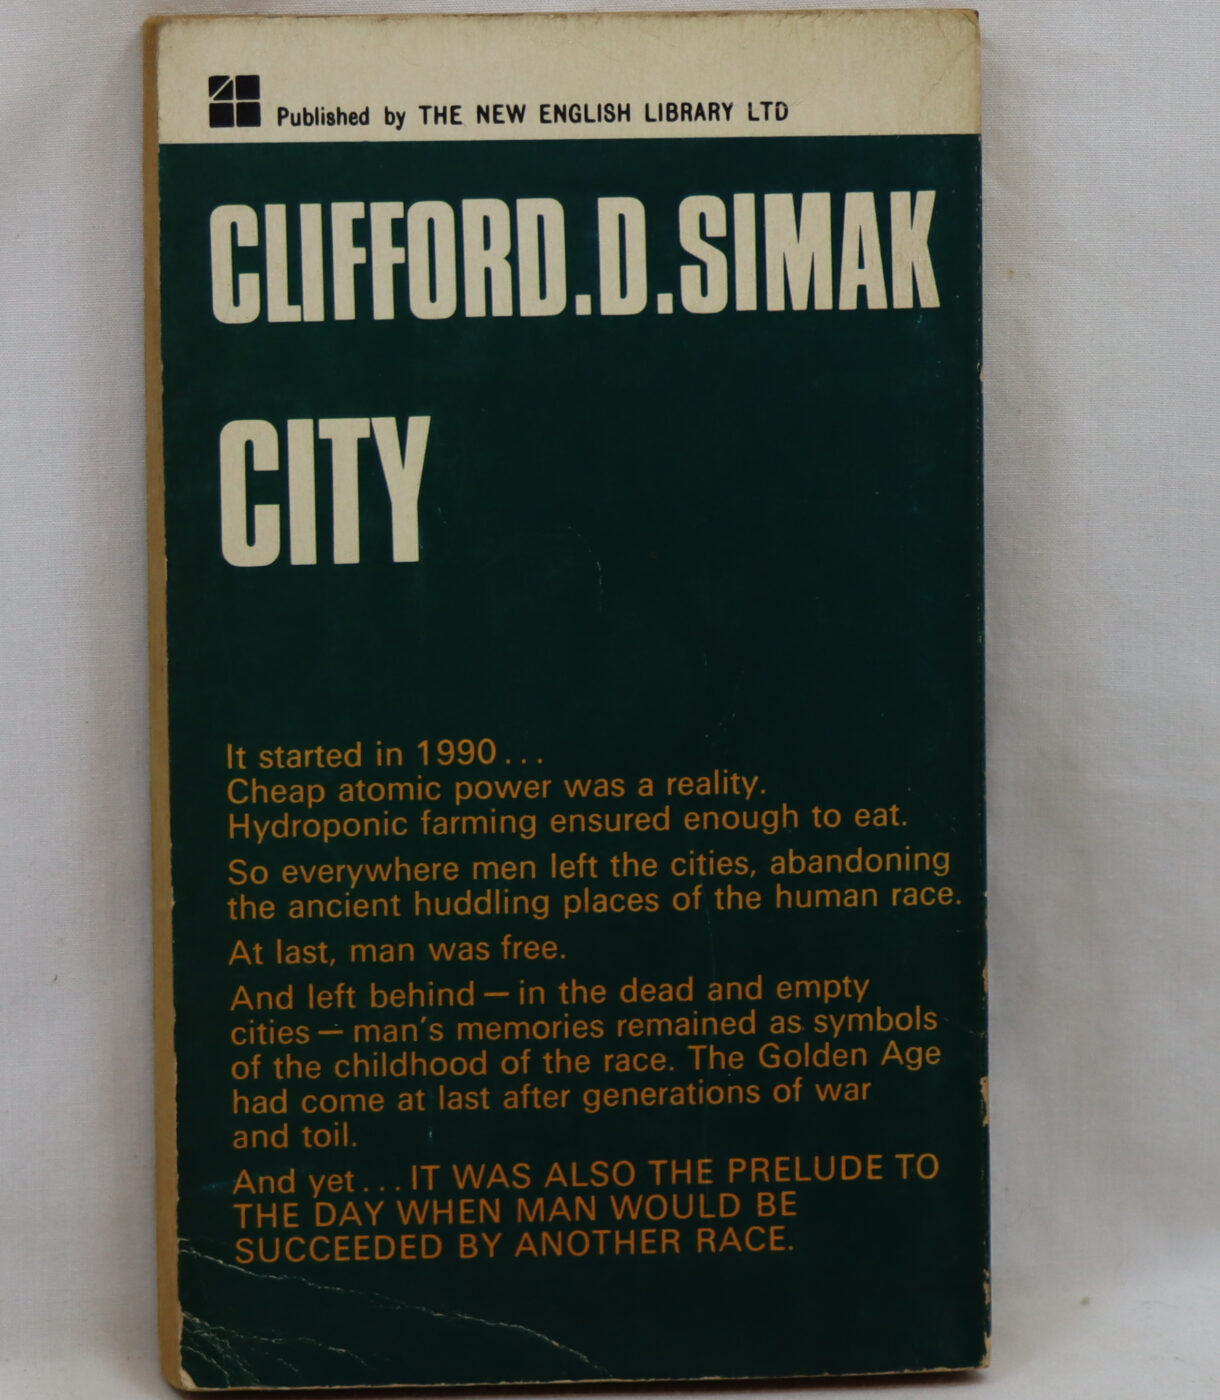 Published by THE NEW ENGLISH LIBRARY LTD
CLIFFORD.D.SIMAK
CITY
It started in 1990...
Cheap atomic power was a reality.
Hydroponic farming ensured enough to eat.
So everywhere men left the cities, abandoning
the ancient huddling places of the human race.
At last, man was free.
And left behind — in the dead and empty
cities — man's memories remained as symbols
of the childhood of the race. The Golden Age
had come at last after generations of war
and toil.
And yet...IT WAS ALSO THE PRELUDE TO
THE DAY WHEN MAN WOULD BE
SUCCEEDED BY ANOTHER RACE.